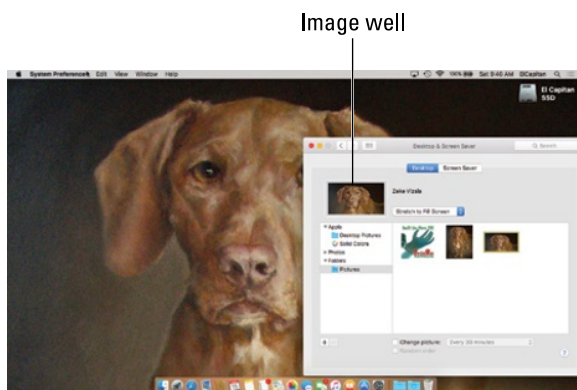 Image well
System Preferences Edit View Window Help
100% Sat 9:40 AM ElCapitan
El Capitan
SSD
Desktop & Screen Saver
Search
Desktop Screen Saver
Zeke Vizsla
Stretch to Fill Screen
Apple
Desktop Pictures
Solid Colors
Photos
Folders
Pictures
Change picture: Every 30 minutes
Random order